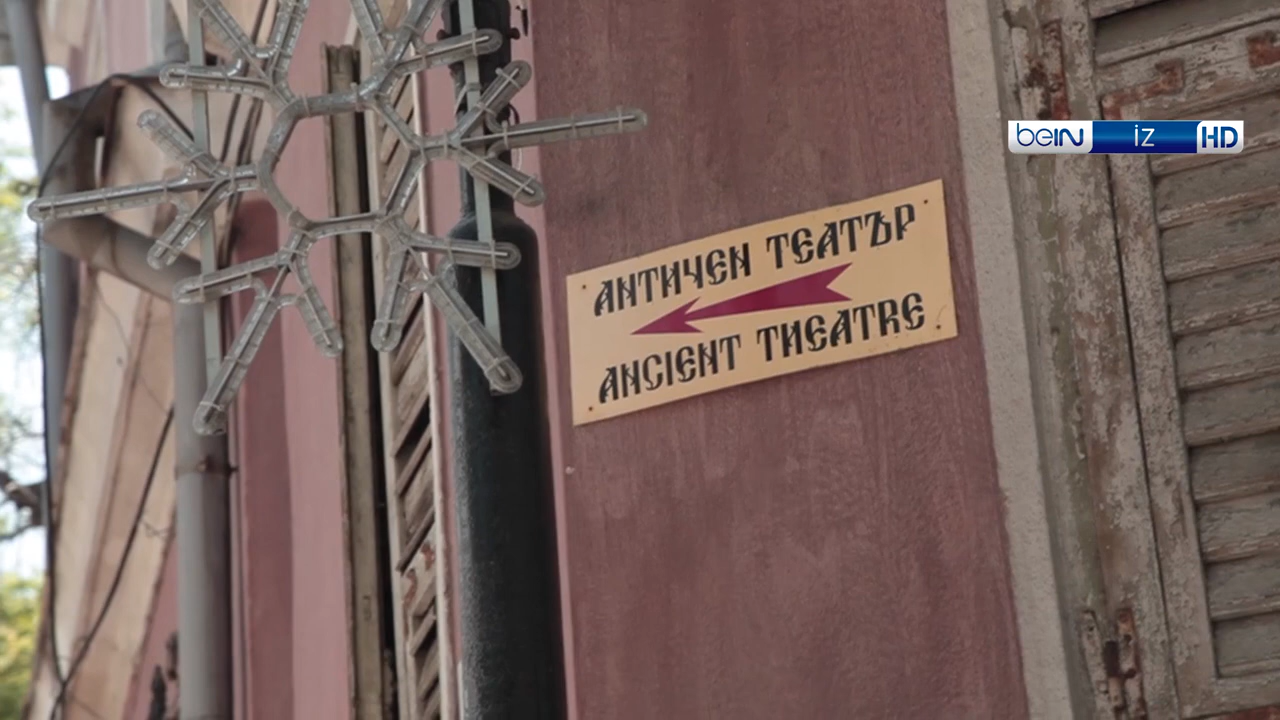 beIN İZ HD
АНТИЧЕН ТЕАТЪР
ANCIENT THEATRE